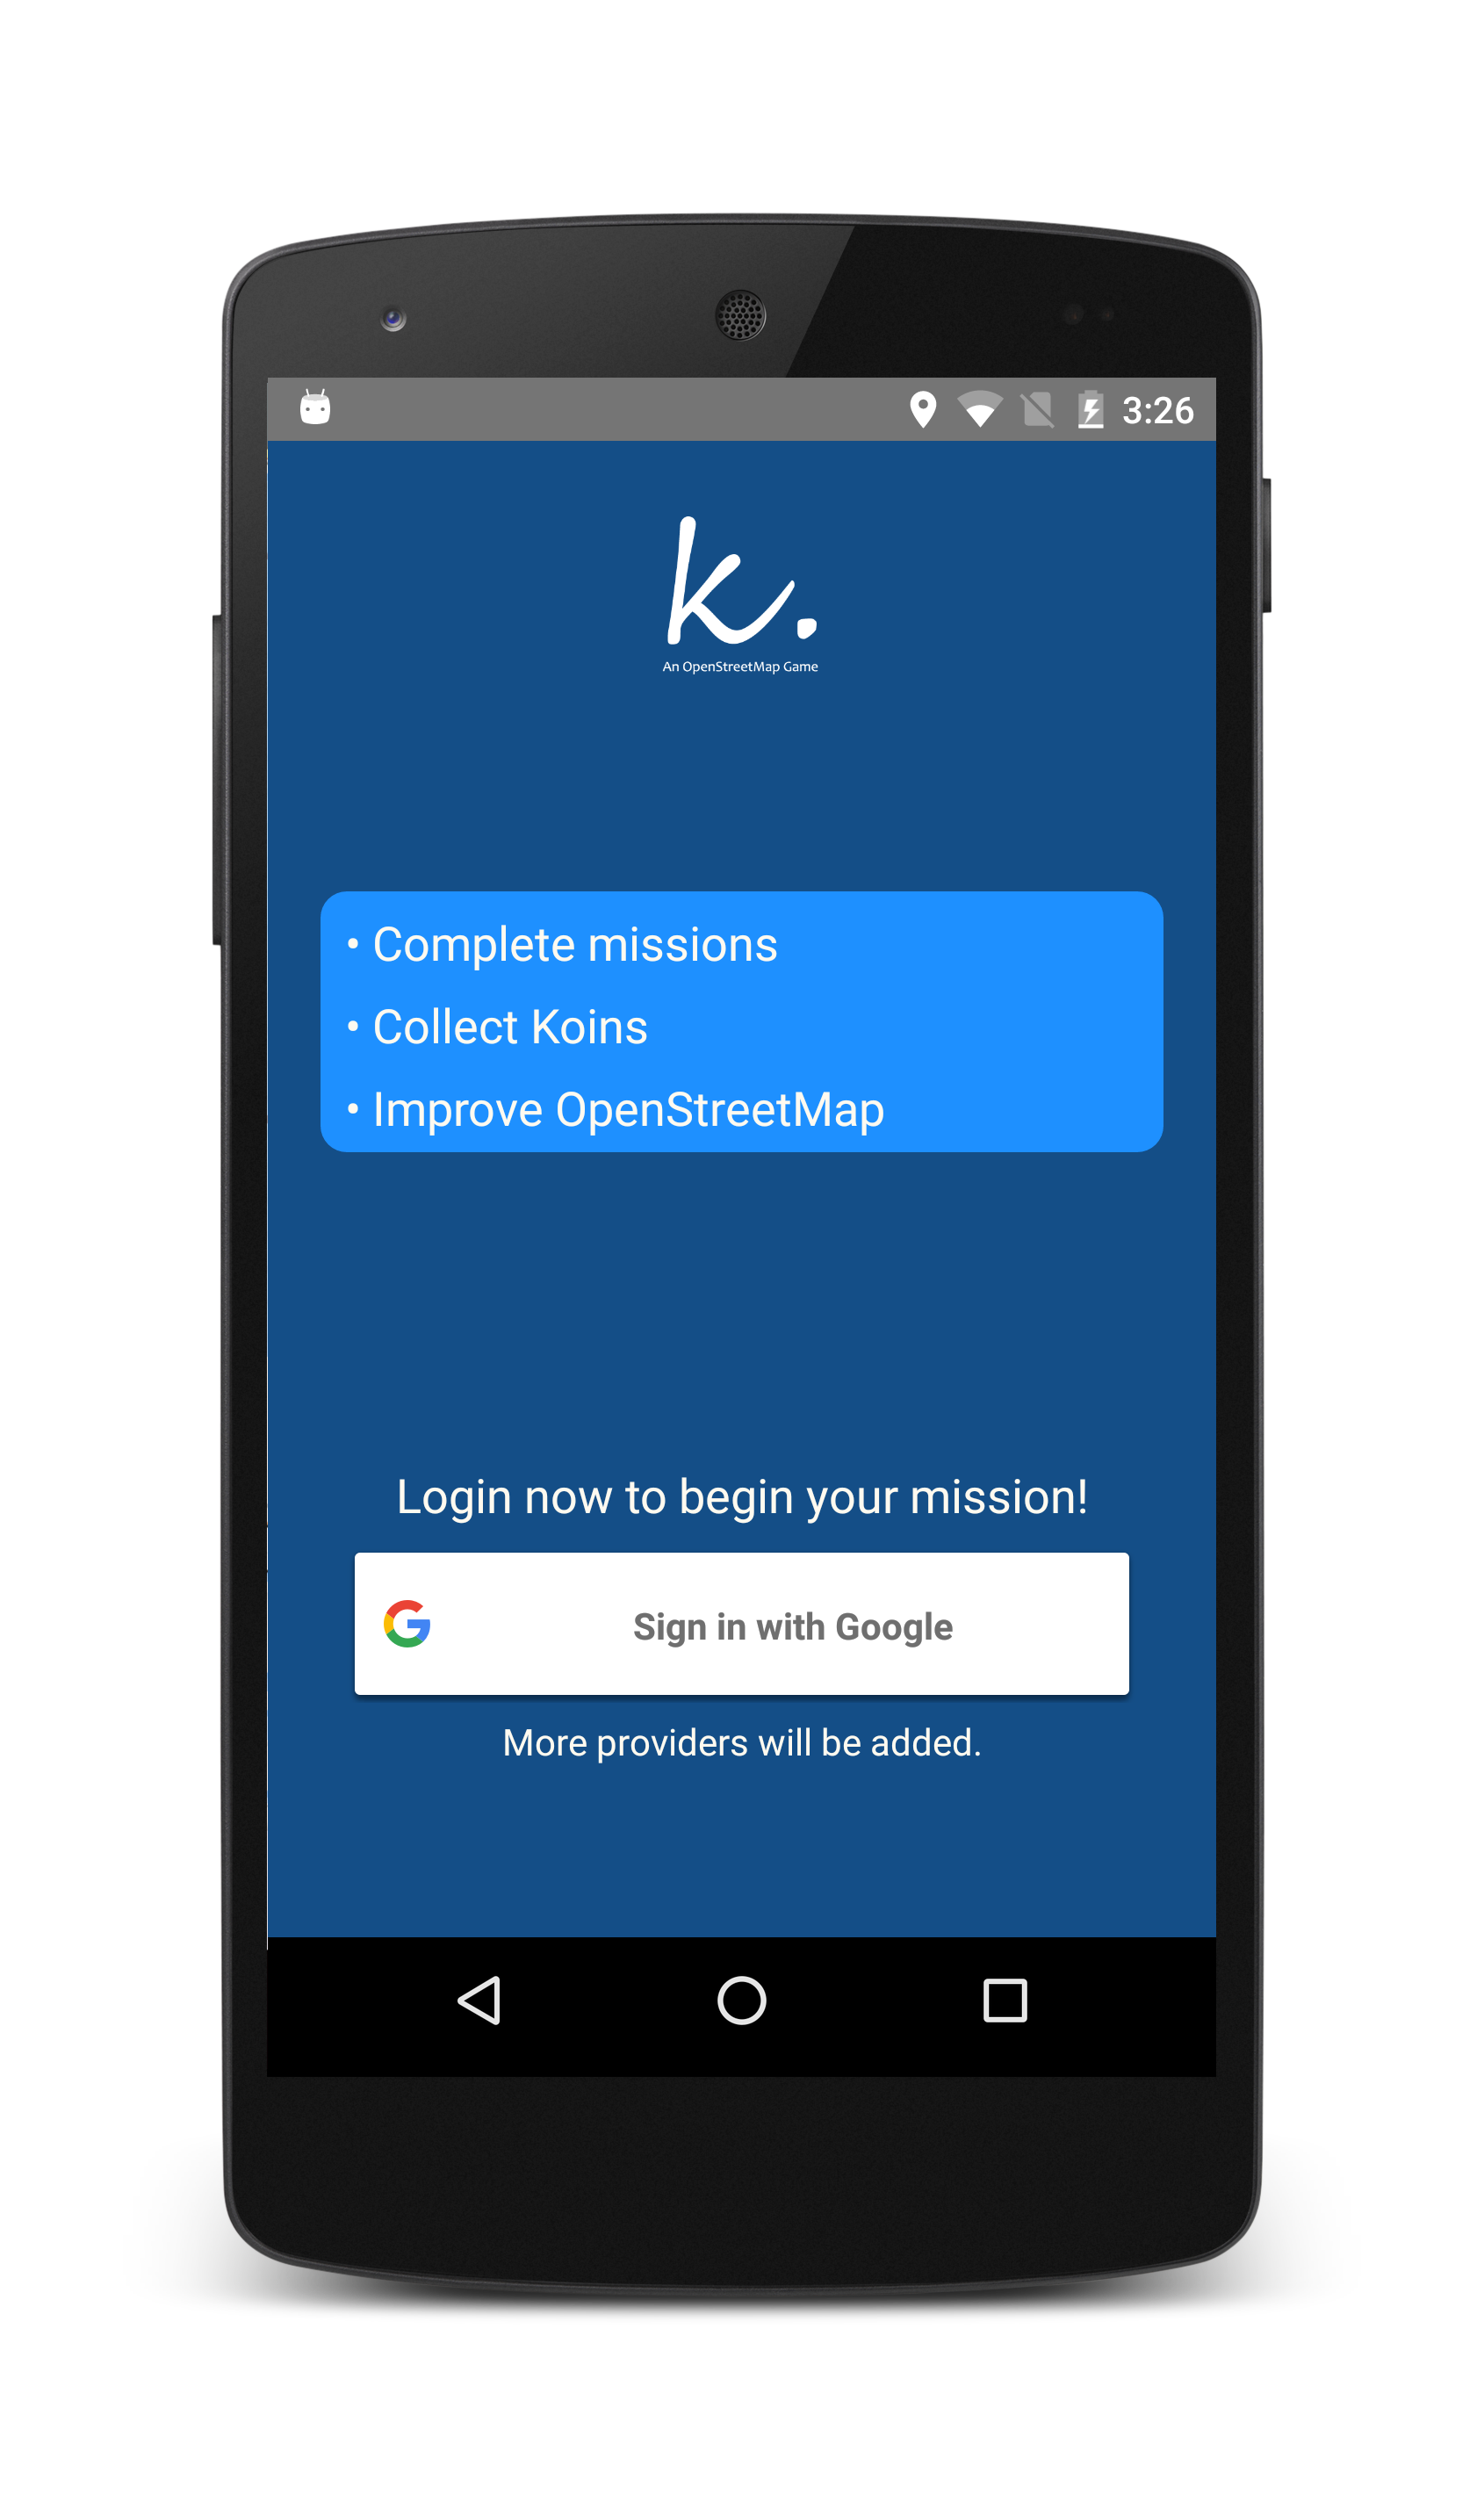 3:26
k.
An OpenStreetMap Game
• Complete missions
• Collect Koins
• Improve OpenStreetMap
Login now to begin your mission!
G
Sign in with Google
More providers will be added.